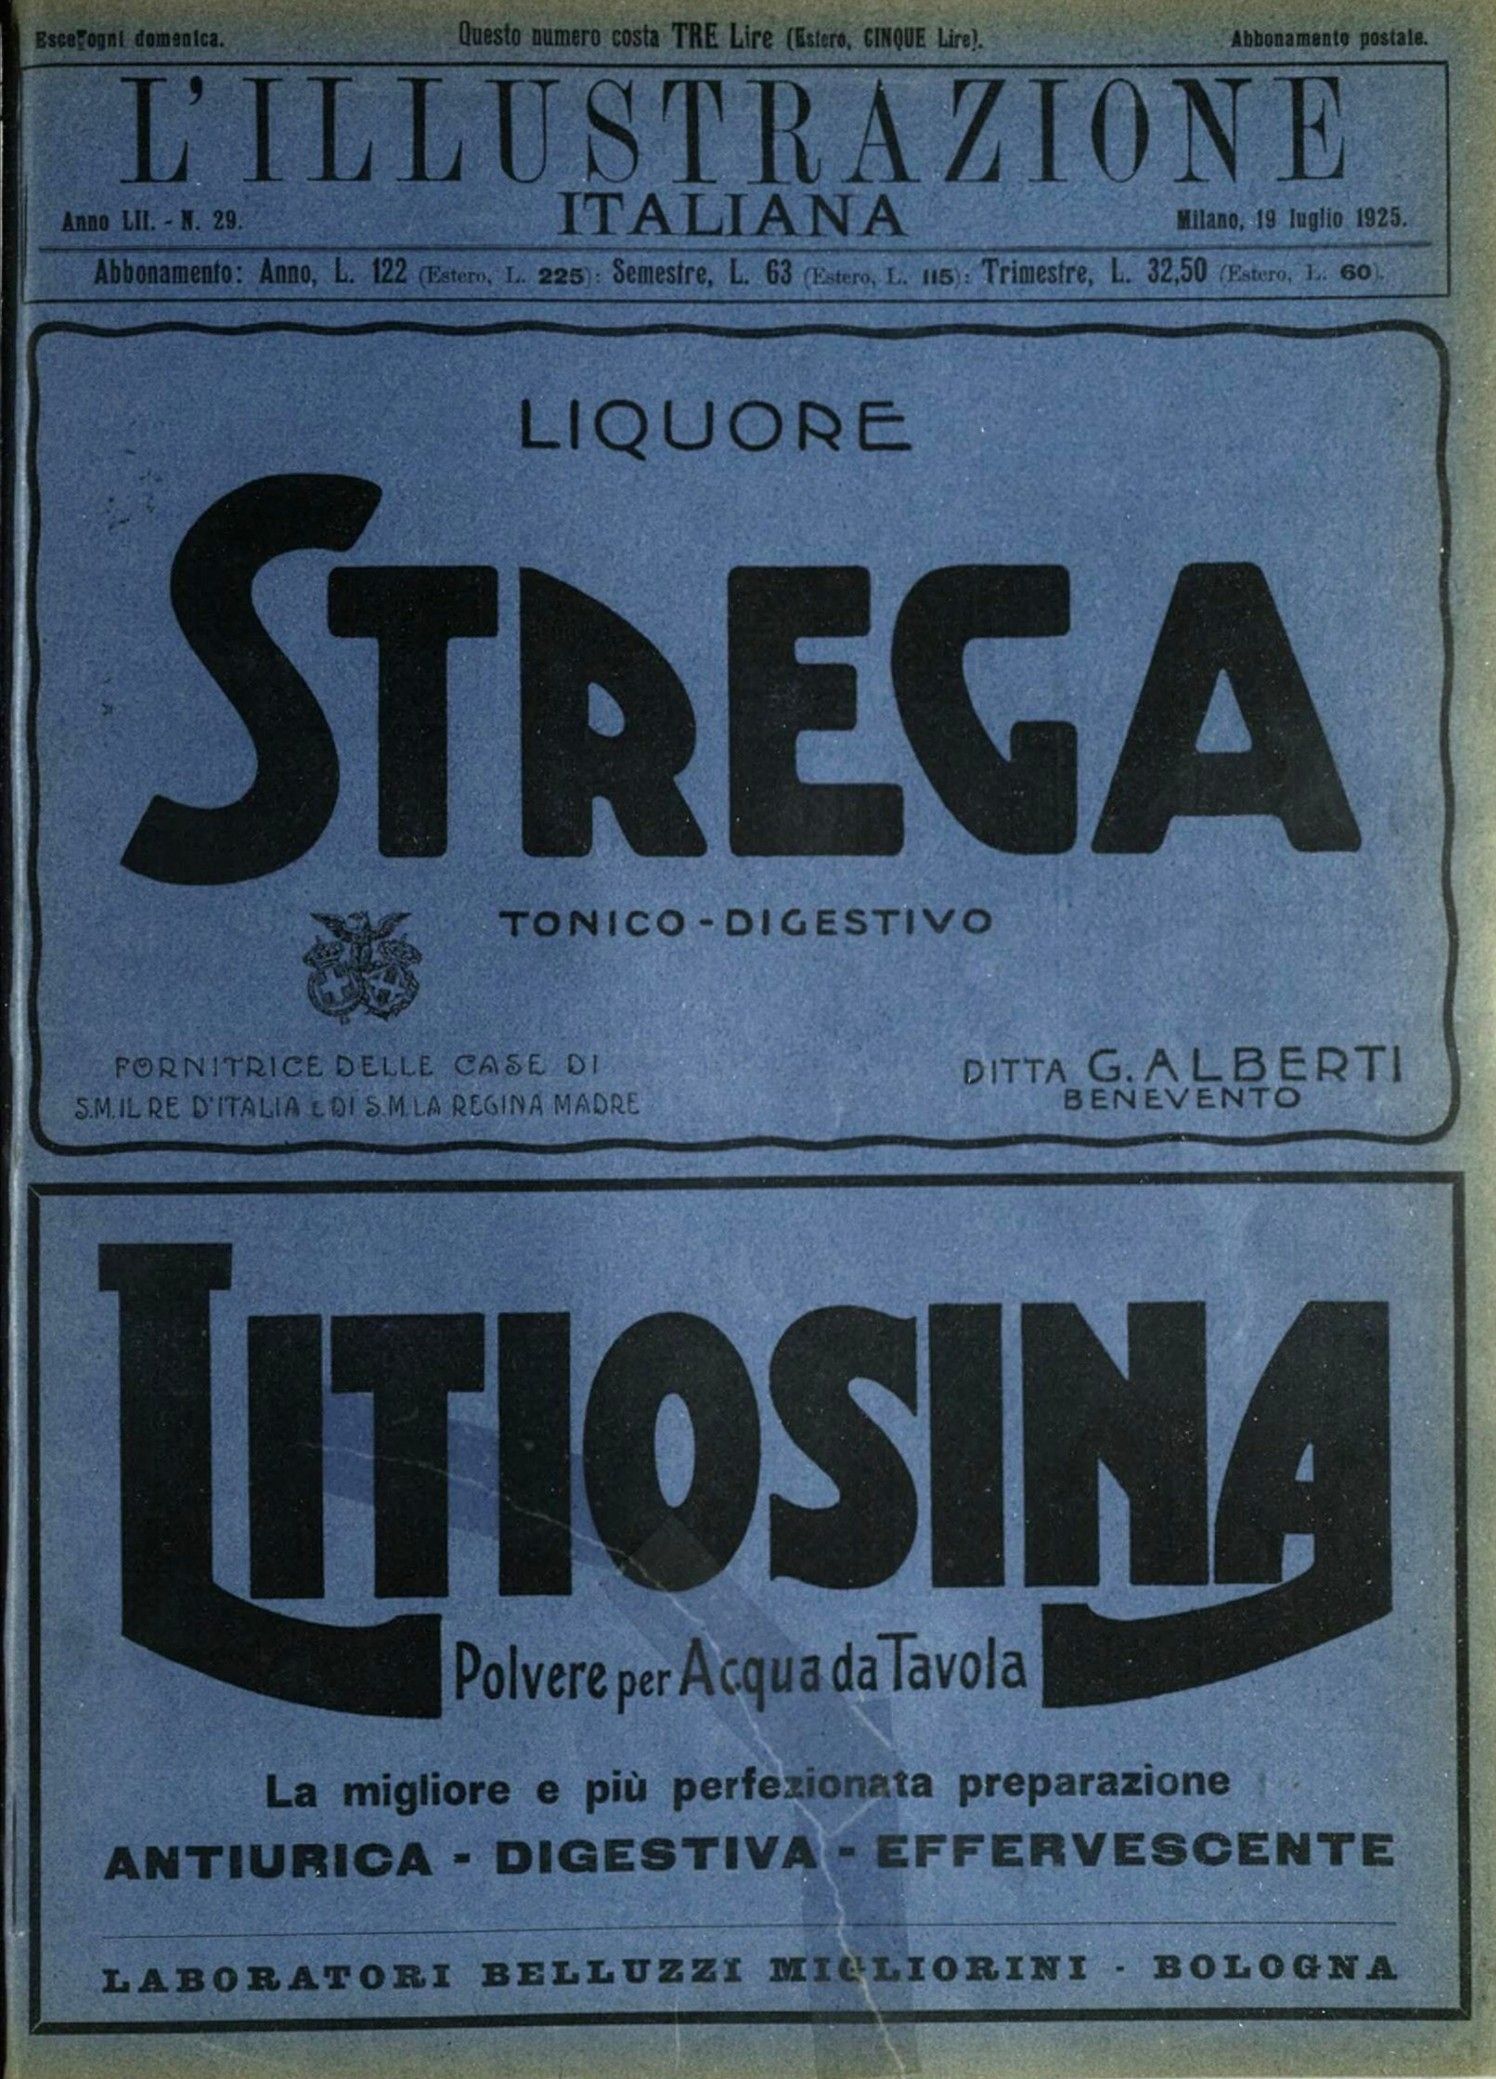 Esce ogni domenica.
Questo numero costa TRE Lire (Estero, CINQUE Lire).
Abbonamento postale.
L'ILLUSTRAZIONE
ITALIANA
Anno LII. - N. 29.
Milano, 19 luglio 1925.
Abbonamento: Anno, L. 122 (Estero, L. 225): Semestre, L. 63 (Estero, L. 115): Trimestre, L. 32,50 (Estero, L. 60).
LIQUORE
STREGA
TONICO-DIGESTIVO
FORNITRICE DELLE CASE DI
S.M. IL RE D'ITALIA E DI S.M. LA REGINA MADRE
DITTA G. ALBERTI
BENEVENTO
LITIOSINA
Polvere per Acqua da Tavola
La migliore e più perfezionata preparazione
ANTIURICA - DIGESTIVA - EFFERVESCENTE
LABORATORI BELLUZZI MIGLIORINI - BOLOGNA